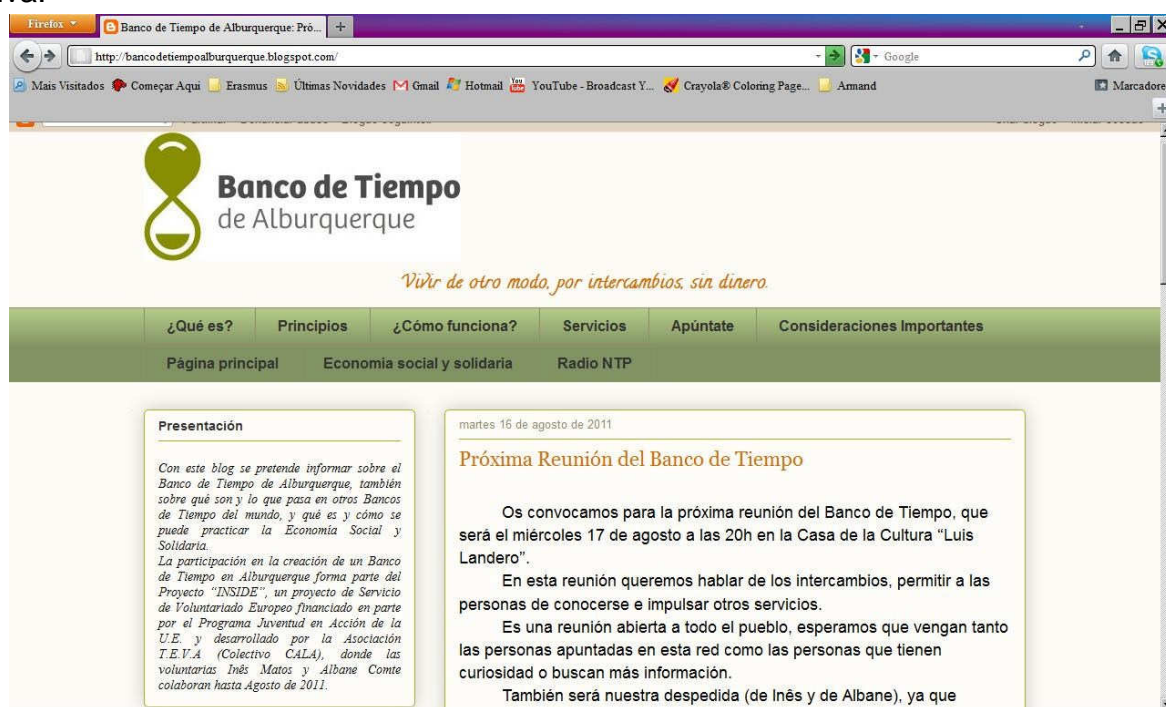 Firefox
Banco de Tiempo de Alburquerque: Pró...
http://bancodetiempoalburquerque.blogspot.com/
Google
Mais Visitados Começar Aqui Erasmus Últimas Novidades Gmail Hotmail YouTube - Broadcast Y... Crayola® Coloring Page... Armand Marcadore
Banco de Tiempo
de Alburquerque
Vivir de otro modo, por intercambios, sin dinero.
¿Qué es? Principios ¿Cómo funciona? Servicios Apúntate Consideraciones Importantes
Página principal Economía social y solidaria Radio NTP
Presentación
Con este blog se pretende informar sobre el
Banco de Tiempo de Alburquerque, también
sobre qué son y lo que pasa en otros Bancos
de Tiempo del mundo, y qué es y cómo se
puede practicar la Economía Social y
Solidaria.
La participación en la creación de un Banco
de Tiempo en Alburquerque forma parte del
Proyecto "INSIDE", un proyecto de Servicio
de Voluntariado Europeo financiado en parte
por el Programa Juventud en Acción de la
U.E. y desarrollado por la Asociación
T.E.V.A (Colectivo CALA), donde las
voluntarias Inês Matos y Albane Comte
colaboran hasta Agosto de 2011.
martes 16 de agosto de 2011
Próxima Reunión del Banco de Tiempo
Os convocamos para la próxima reunión del Banco de Tiempo, que
será el miércoles 17 de agosto a las 20h en la Casa de la Cultura “Luis
Landero”.
En esta reunión queremos hablar de los intercambios, permitir a las
personas de conocerse e impulsar otros servicios.
Es una reunión abierta a todo el pueblo, esperamos que vengan tanto
las personas apuntadas en esta red como las personas que tienen
curiosidad o buscan más información.
También será nuestra despedida (de Inês y de Albane), ya que